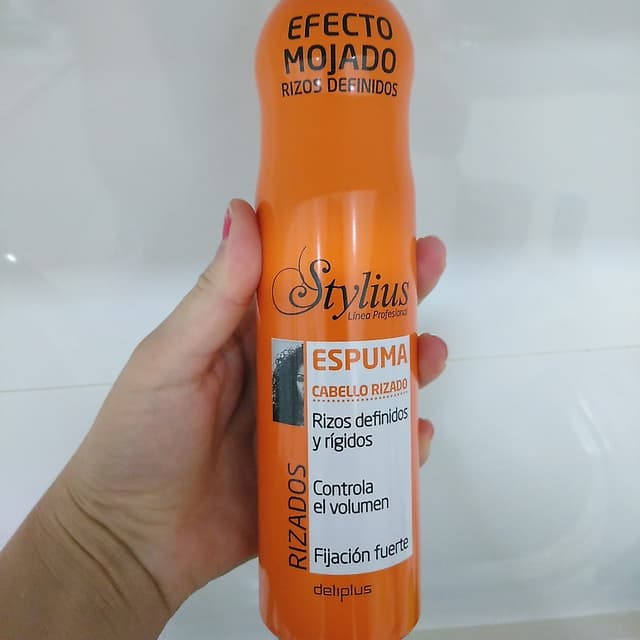 EFECTO
MOJADO
RIZOS DEFINIDOS
Stylius
Línea Profesional
ESPUMA
CABELLO RIZADO
Rizos definidos
y rígidos
Controla
el volumen
Fijación fuerte
RIZADOS
deliplus